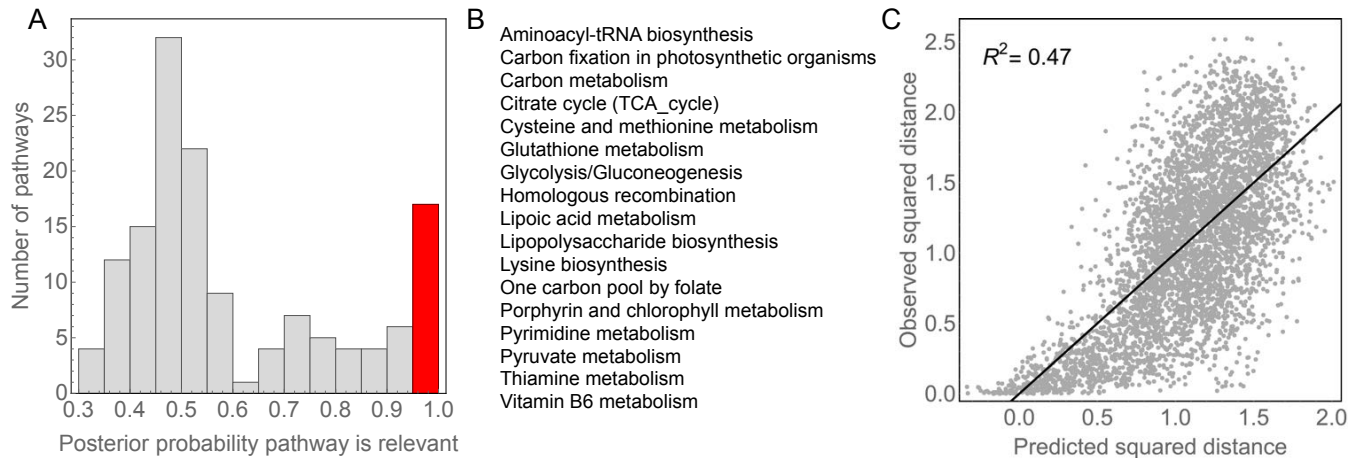 A
Number of pathways
30
25
20
15
10
5
0
0.3 0.4 0.5 0.6 0.7 0.8 0.9 1.0
Posterior probability pathway is relevant
B
Aminoacyl-tRNA biosynthesis
Carbon fixation in photosynthetic organisms
Carbon metabolism
Citrate cycle (TCA_cycle)
Cysteine and methionine metabolism
Glutathione metabolism
Glycolysis/Gluconeogenesis
Homologous recombination
Lipoic acid metabolism
Lipopolysaccharide biosynthesis
Lysine biosynthesis
One carbon pool by folate
Porphyrin and chlorophyll metabolism
Pyrimidine metabolism
Pyruvate metabolism
Thiamine metabolism
Vitamin B6 metabolism
C
R²= 0.47
Observed squared distance
2.5
2.0
1.5
1.0
0.5
0.0
0.0 0.5 1.0 1.5 2.0
Predicted squared distance